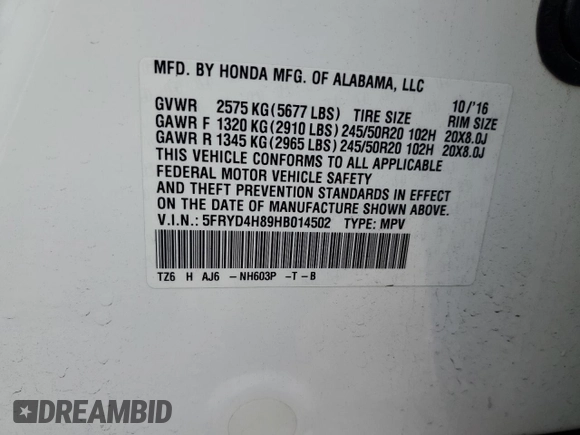 MFD. BY HONDA MFG. OF ALABAMA, LLC
GVWR 2575 KG(5677 LBS) TIRE SIZE 10/'16 RIM SIZE
GAWR F 1320 KG(2910 LBS) 245/50R20 102H 20X8.0J
GAWR R 1345 KG(2965 LBS) 245/50R20 102H 20X8.0J
THIS VEHICLE CONFORMS TO ALL APPLICABLE
FEDERAL MOTOR VEHICLE SAFETY
AND THEFT PREVENTION STANDARDS IN EFFECT
ON THE DATE OF MANUFACTURE SHOWN ABOVE.
V.I.N.: 5FRYD4H89HB014502 TYPE: MPV
TZ6 H AJ6 -NH603P -T-B
DREAMBID